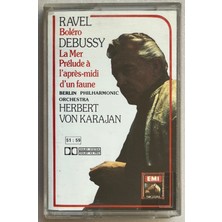 RAVEL
Boléro
DEBUSSY
La Mer
Prélude à
l'après-midi
d'un faune
BERLIN PHILHARMONIC
ORCHESTRA
HERBERT
VON KARAJAN
EMI